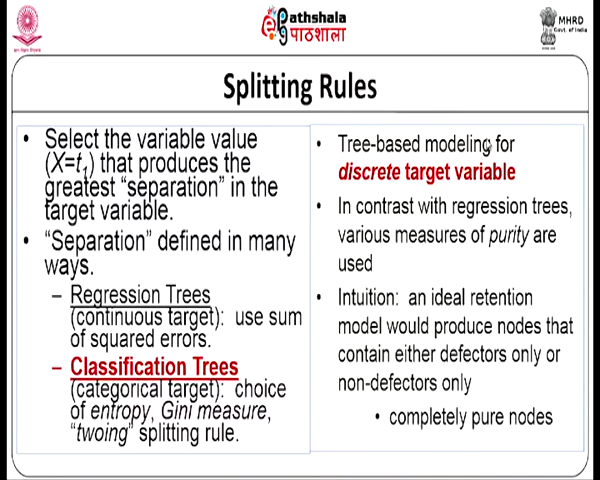 Pathshala
पाठशाला
MHRD
Govt. of India
Splitting Rules
• Select the variable value
(X=t1) that produces the
greatest “separation” in the
target variable.
• “Separation” defined in many
ways.
– Regression Trees
(continuous target): use sum
of squared errors.
– Classification Trees
(categorical target): choice
of entropy, Gini measure,
“twoing” splitting rule.
• Tree-based modeling for
discrete target variable
• In contrast with regression trees,
various measures of purity are
used
• Intuition: an ideal retention
model would produce nodes that
contain either defectors only or
non-defectors only
• completely pure nodes